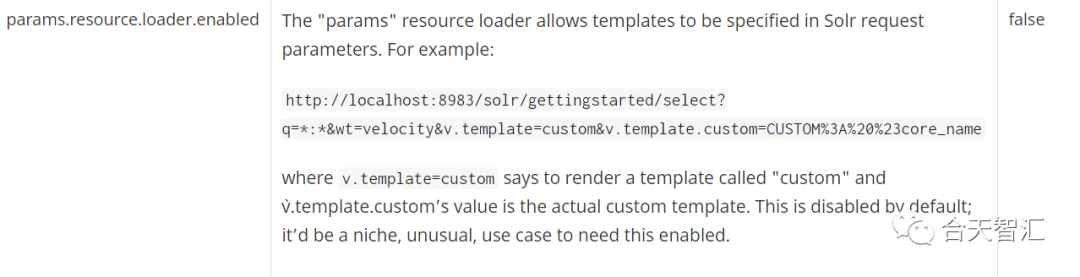 params.resource.loader.enabled
The "params" resource loader allows templates to be specified in Solr request
parameters. For example:
false
http://localhost:8983/solr/gettingstarted/select?
q=*:*&wt=velocity&v.template=custom&v.template.custom=CUSTOM%3A%20%23core_name
where v.template=custom says to render a template called "custom" and
v̀.template.custom’s value is the actual custom template. This is disabled by default;
it’d be a niche, unusual, use case to need this enabled.
合天智汇